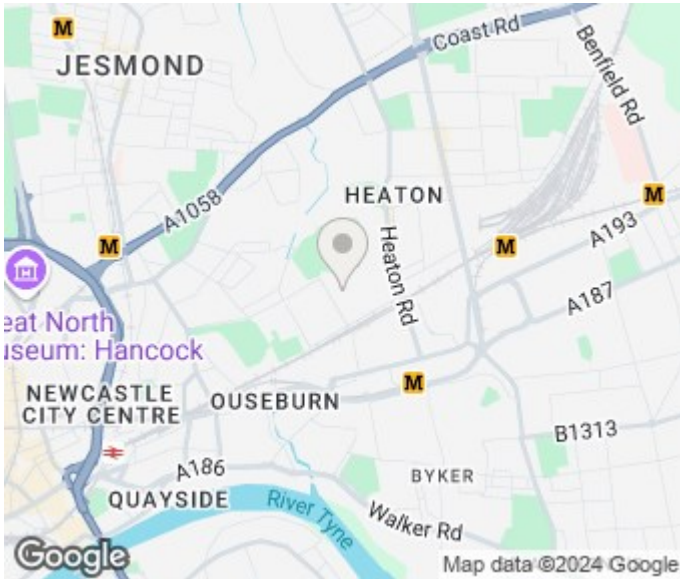 M
Coast Rd
Benfield Rd
JESMOND
A1058
HEATON
M
M
M
Heaton Rd
A193
A187
eat North
useum: Hancock
M
NEWCASTLE
CITY CENTRE
OUSEBURN
B1313
A186
BYKER
QUAYSIDE
River Tyne
Walker Rd
Google
Map data ©2024 Google